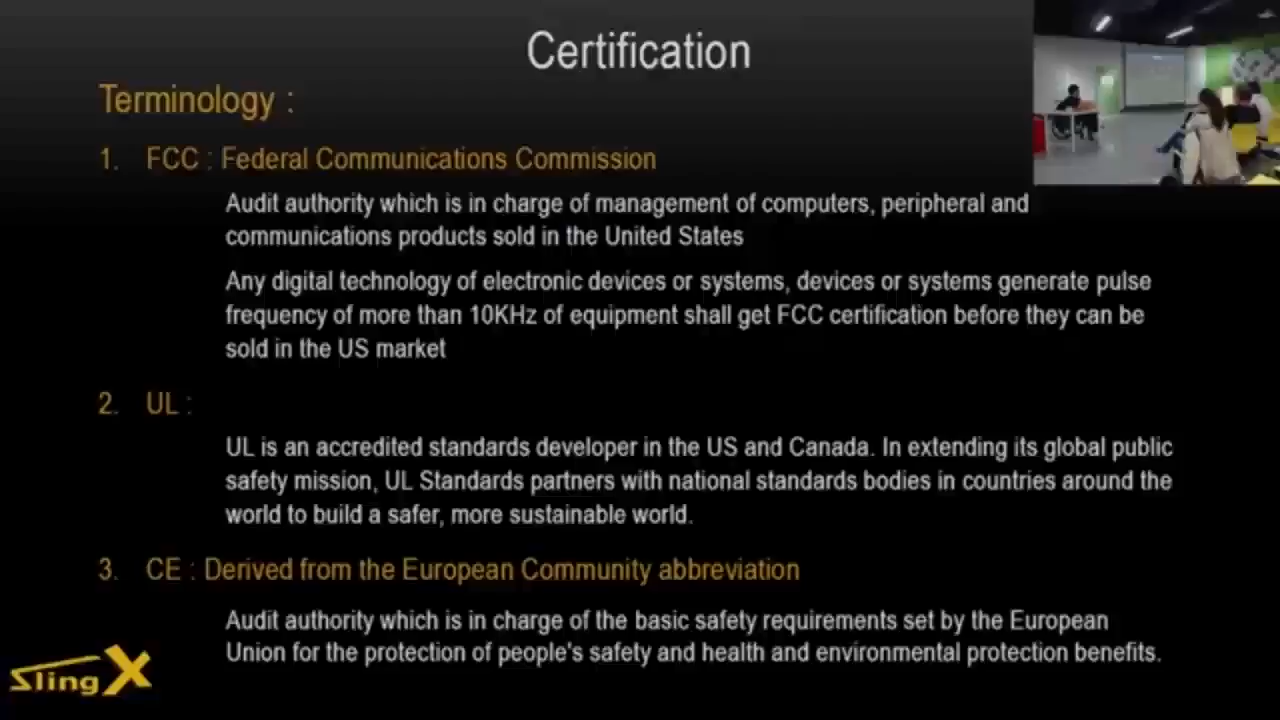 Certification
Terminology :
1. FCC : Federal Communications Commission
Audit authority which is in charge of management of computers, peripheral and
communications products sold in the United States
Any digital technology of electronic devices or systems, devices or systems generate pulse
frequency of more than 10KHz of equipment shall get FCC certification before they can be
sold in the US market
2. UL :
UL is an accredited standards developer in the US and Canada. In extending its global public
safety mission, UL Standards partners with national standards bodies in countries around the
world to build a safer, more sustainable world.
3. CE : Derived from the European Community abbreviation
Audit authority which is in charge of the basic safety requirements set by the European
Union for the protection of people's safety and health and environmental protection benefits.
SlingX